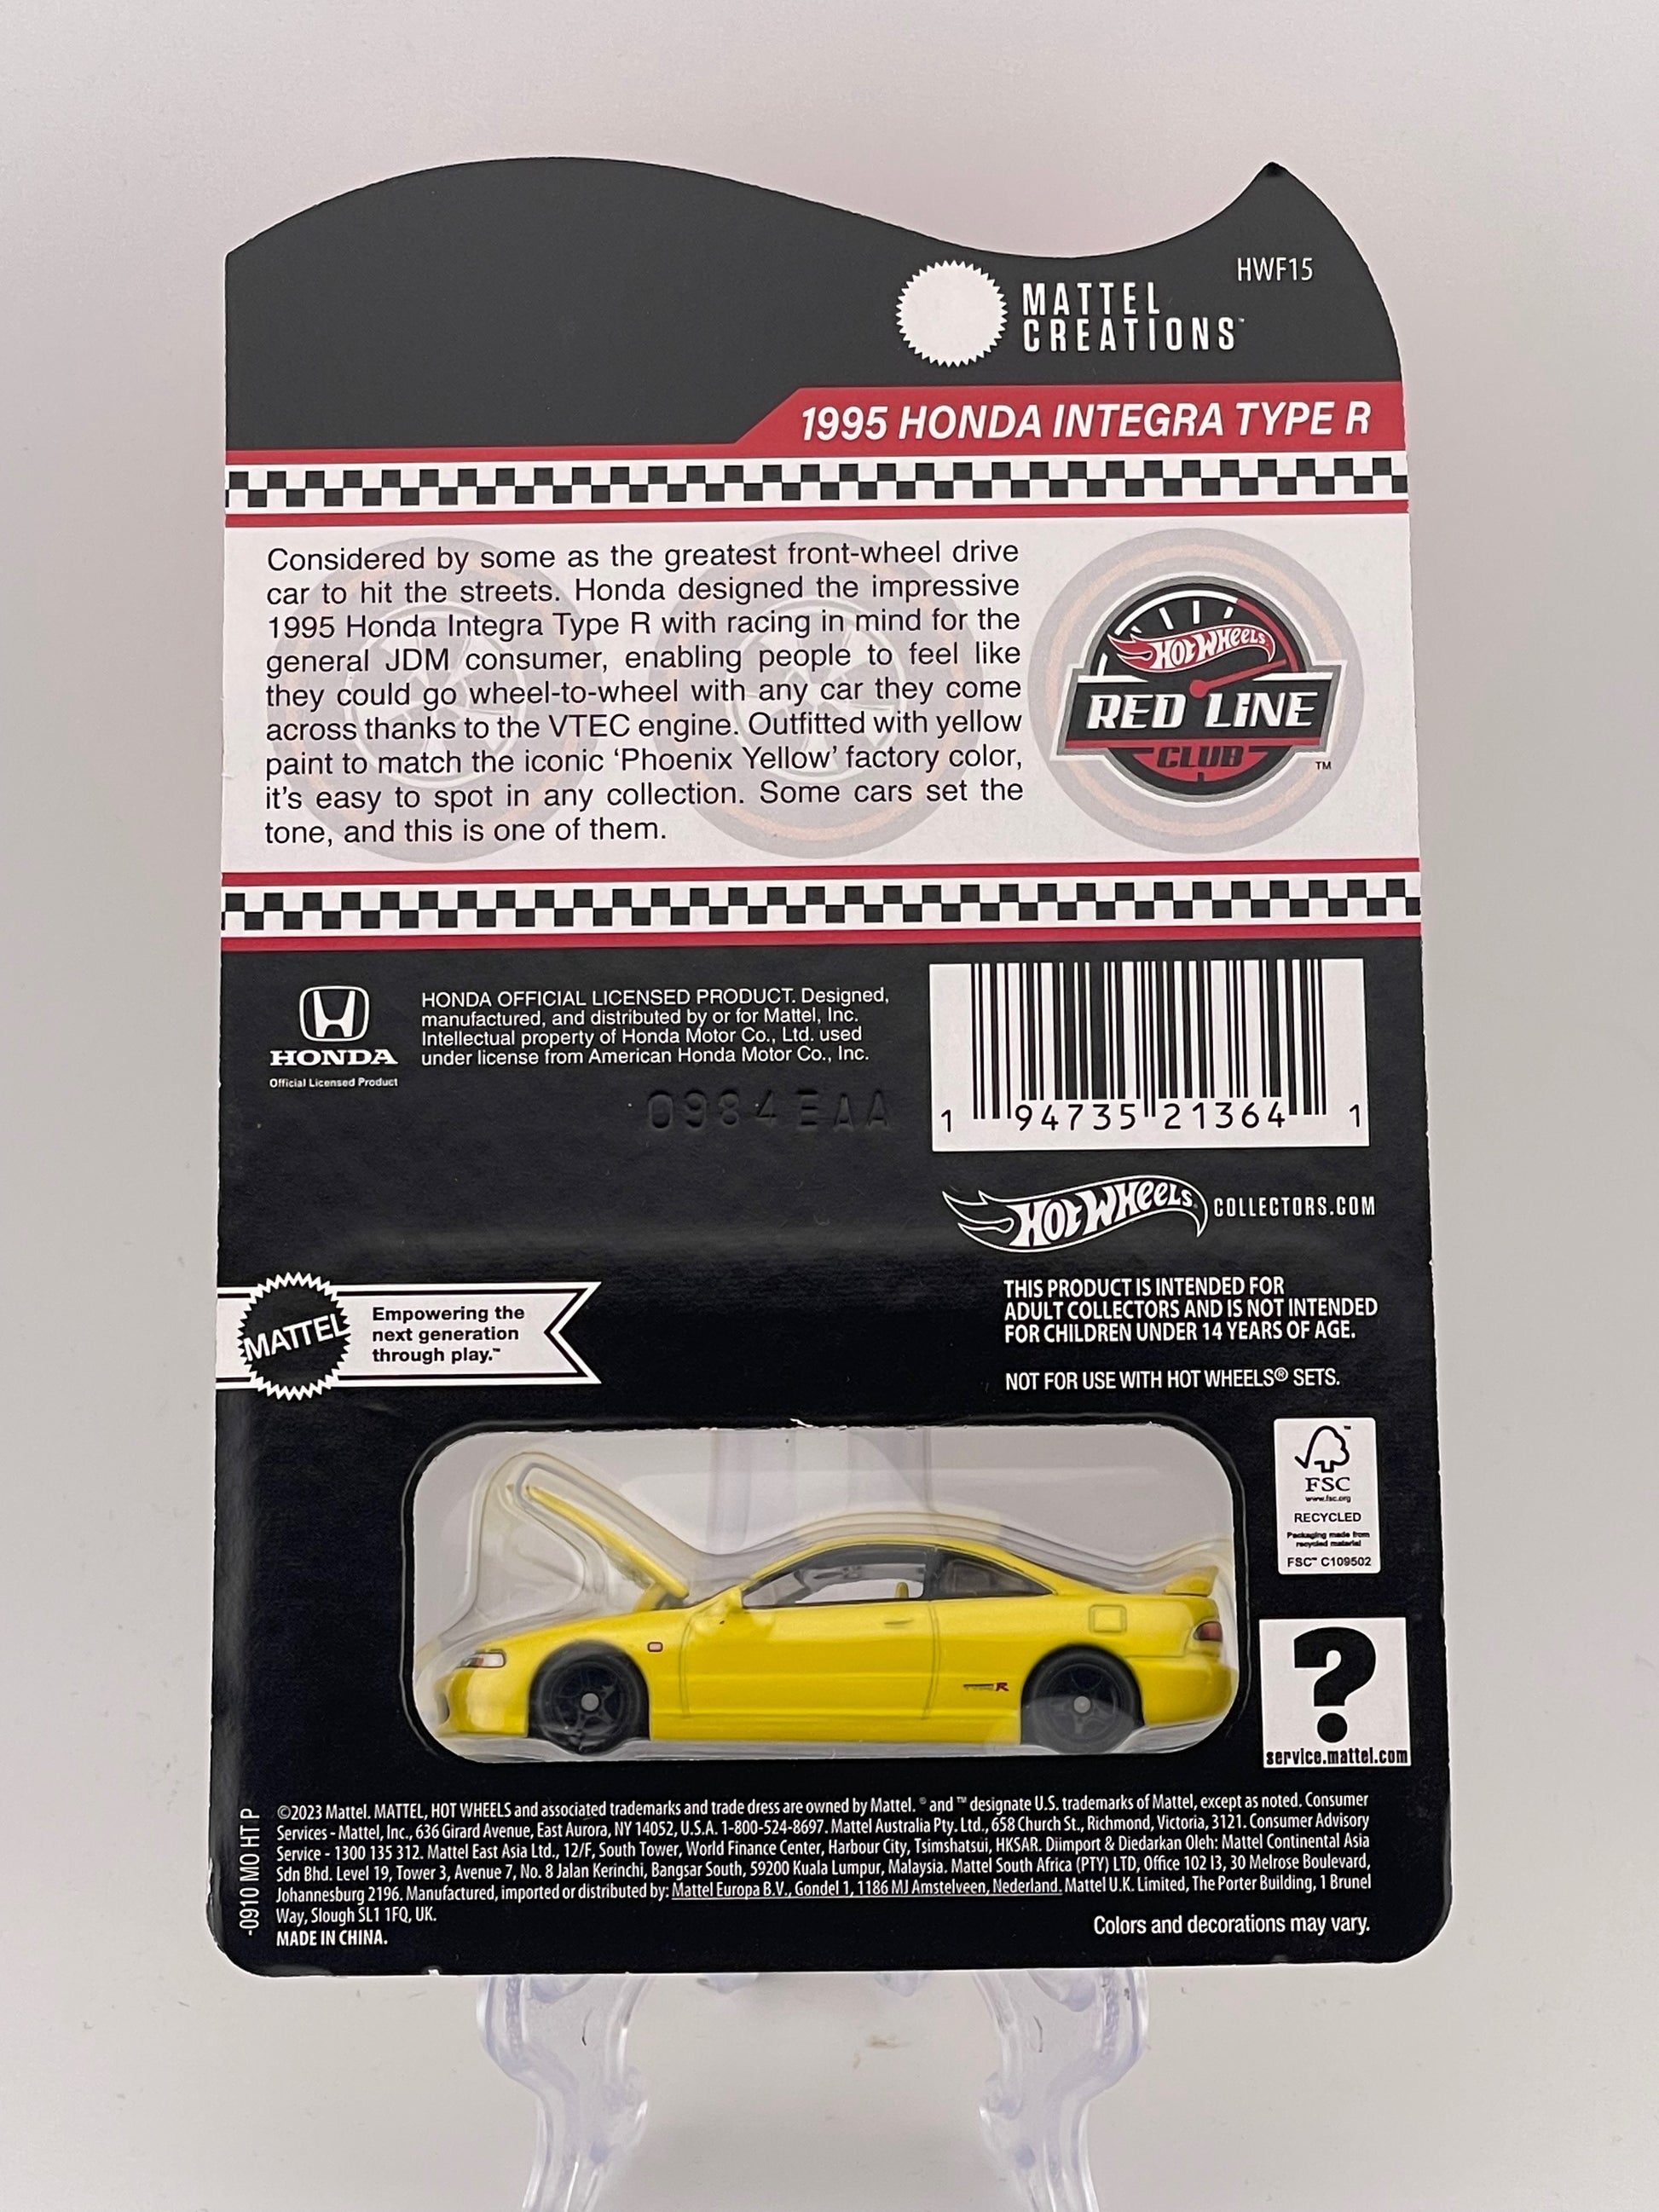 HWF15
MATTEL
CREATIONS™
1995 HONDA INTEGRA TYPE R
Considered by some as the greatest front-wheel drive
car to hit the streets. Honda designed the impressive
1995 Honda Integra Type R with racing in mind for the
general JDM consumer, enabling people to feel like
they could go wheel-to-wheel with any car they come
across thanks to the VTEC engine. Outfitted with yellow
paint to match the iconic ‘Phoenix Yellow’ factory color,
it’s easy to spot in any collection. Some cars set the
tone, and this is one of them.
HOT WHEELS
RED LINE
CLUB
™
HONDA
Official Licensed Product
HONDA OFFICIAL LICENSED PRODUCT. Designed,
manufactured, and distributed by or for Mattel, Inc.
Intellectual property of Honda Motor Co., Ltd. used
under license from American Honda Motor Co., Inc.
0984EAA
1 94735 21364 1
HOT WHEELS® COLLECTORS.COM
MATTEL
Empowering the
next generation
through play.™
THIS PRODUCT IS INTENDED FOR
ADULT COLLECTORS AND IS NOT INTENDED
FOR CHILDREN UNDER 14 YEARS OF AGE.
NOT FOR USE WITH HOT WHEELS® SETS.
™
FSC
www.fsc.org
RECYCLED
Packaging made from
recycled material
FSC™ C109502
TYPE R
?
service.mattel.com
-0910 MO HT P
©2023 Mattel. MATTEL, HOT WHEELS and associated trademarks and trade dress are owned by Mattel. ® and ™ designate U.S. trademarks of Mattel, except as noted. Consumer
Services - Mattel, Inc., 636 Girard Avenue, East Aurora, NY 14052, U.S.A. 1-800-524-8697. Mattel Australia Pty. Ltd., 658 Church St., Richmond, Victoria, 3121. Consumer Advisory
Service - 1300 135 312. Mattel East Asia Ltd., 12/F, South Tower, World Finance Center, Harbour City, Tsimshatsui, HKSAR. Diimport & Diedarkan Oleh: Mattel Continental Asia
Sdn Bhd. Level 19, Tower 3, Avenue 7, No. 8 Jalan Kerinchi, Bangsar South, 59200 Kuala Lumpur, Malaysia. Mattel South Africa (PTY) LTD, Office 102 I3, 30 Melrose Boulevard,
Johannesburg 2196. Manufactured, imported or distributed by: Mattel Europa B.V., Gondel 1, 1186 MJ Amstelveen, Nederland. Mattel U.K. Limited, The Porter Building, 1 Brunel
Way, Slough SL1 1FQ, UK.
MADE IN CHINA.
Colors and decorations may vary.